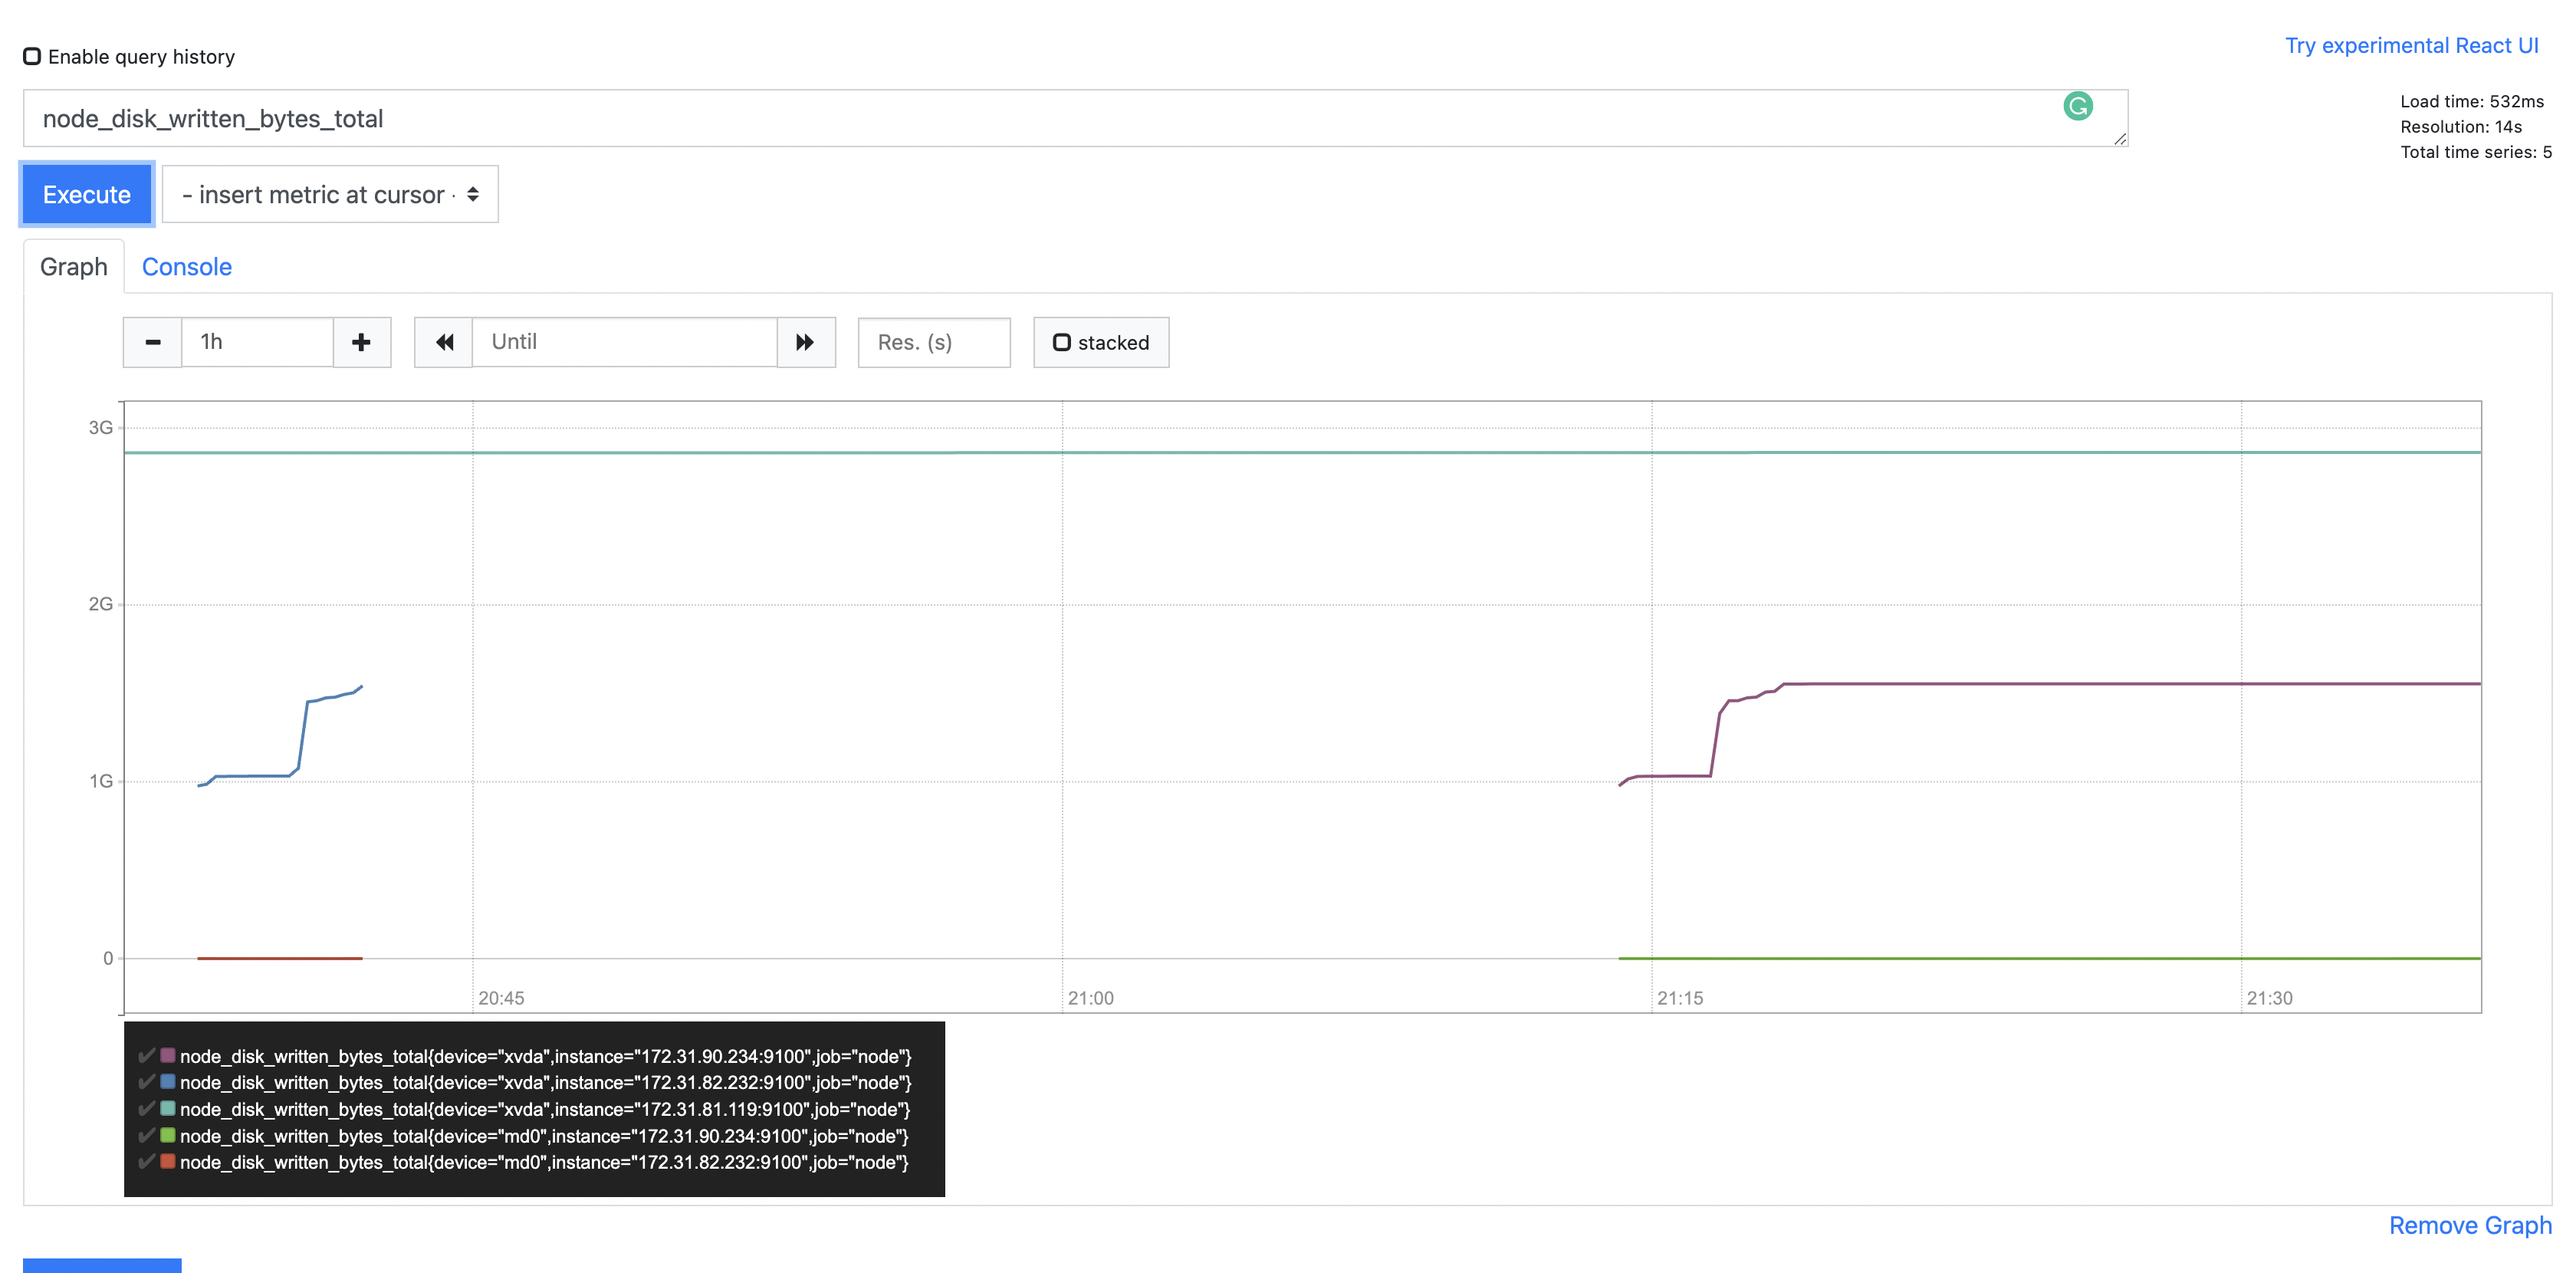 Enable query history
Try experimental React UI
node_disk_written_bytes_total
Load time: 532ms
Resolution: 14s
Total time series: 5
Execute
- insert metric at cursor -
Graph
Console
1h
Until
Res. (s)
stacked
3G
2G
1G
0
20:45
21:00
21:15
21:30
node_disk_written_bytes_total{device="xvda",instance="172.31.90.234:9100",job="node"}
node_disk_written_bytes_total{device="xvda",instance="172.31.82.232:9100",job="node"}
node_disk_written_bytes_total{device="xvda",instance="172.31.81.119:9100",job="node"}
node_disk_written_bytes_total{device="md0",instance="172.31.90.234:9100",job="node"}
node_disk_written_bytes_total{device="md0",instance="172.31.82.232:9100",job="node"}
Remove Graph